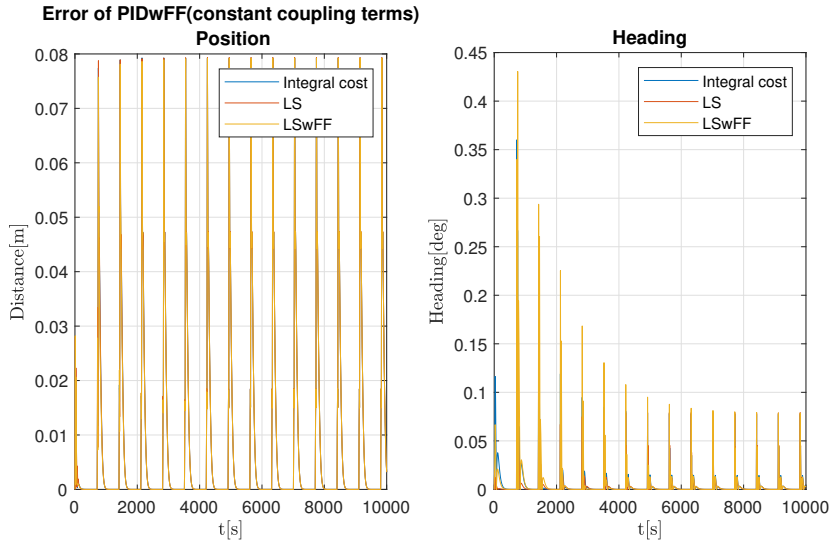 Error of PIDwFF(constant coupling terms)
Position
0.08
0.07
0.06
0.05
0.04
0.03
0.02
0.01
0
Distance[m]
Integral cost
LS
LSwFF
0
2000
4000
6000
8000
10000
t[s]
Heading
0.45
0.4
0.35
0.3
0.25
0.2
0.15
0.1
0.05
0
Heading[deg]
Integral cost
LS
LSwFF
0
2000
4000
6000
8000
10000
t[s]